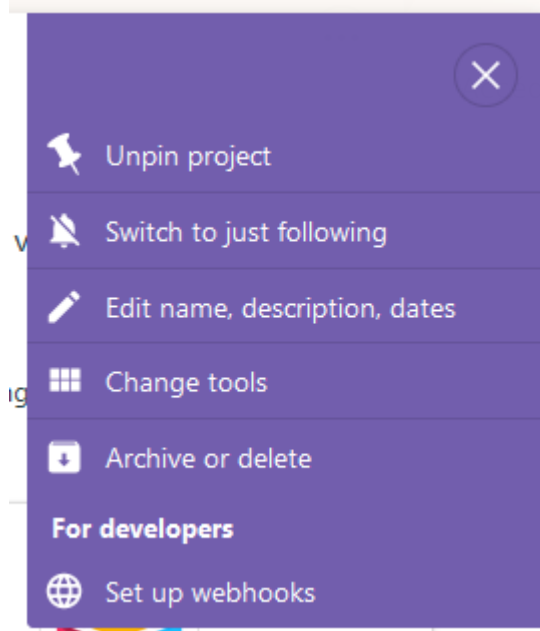 Unpin project
v
Switch to just following
Edit name, description, dates
Change tools
Archive or delete
For developers
Set up webhooks